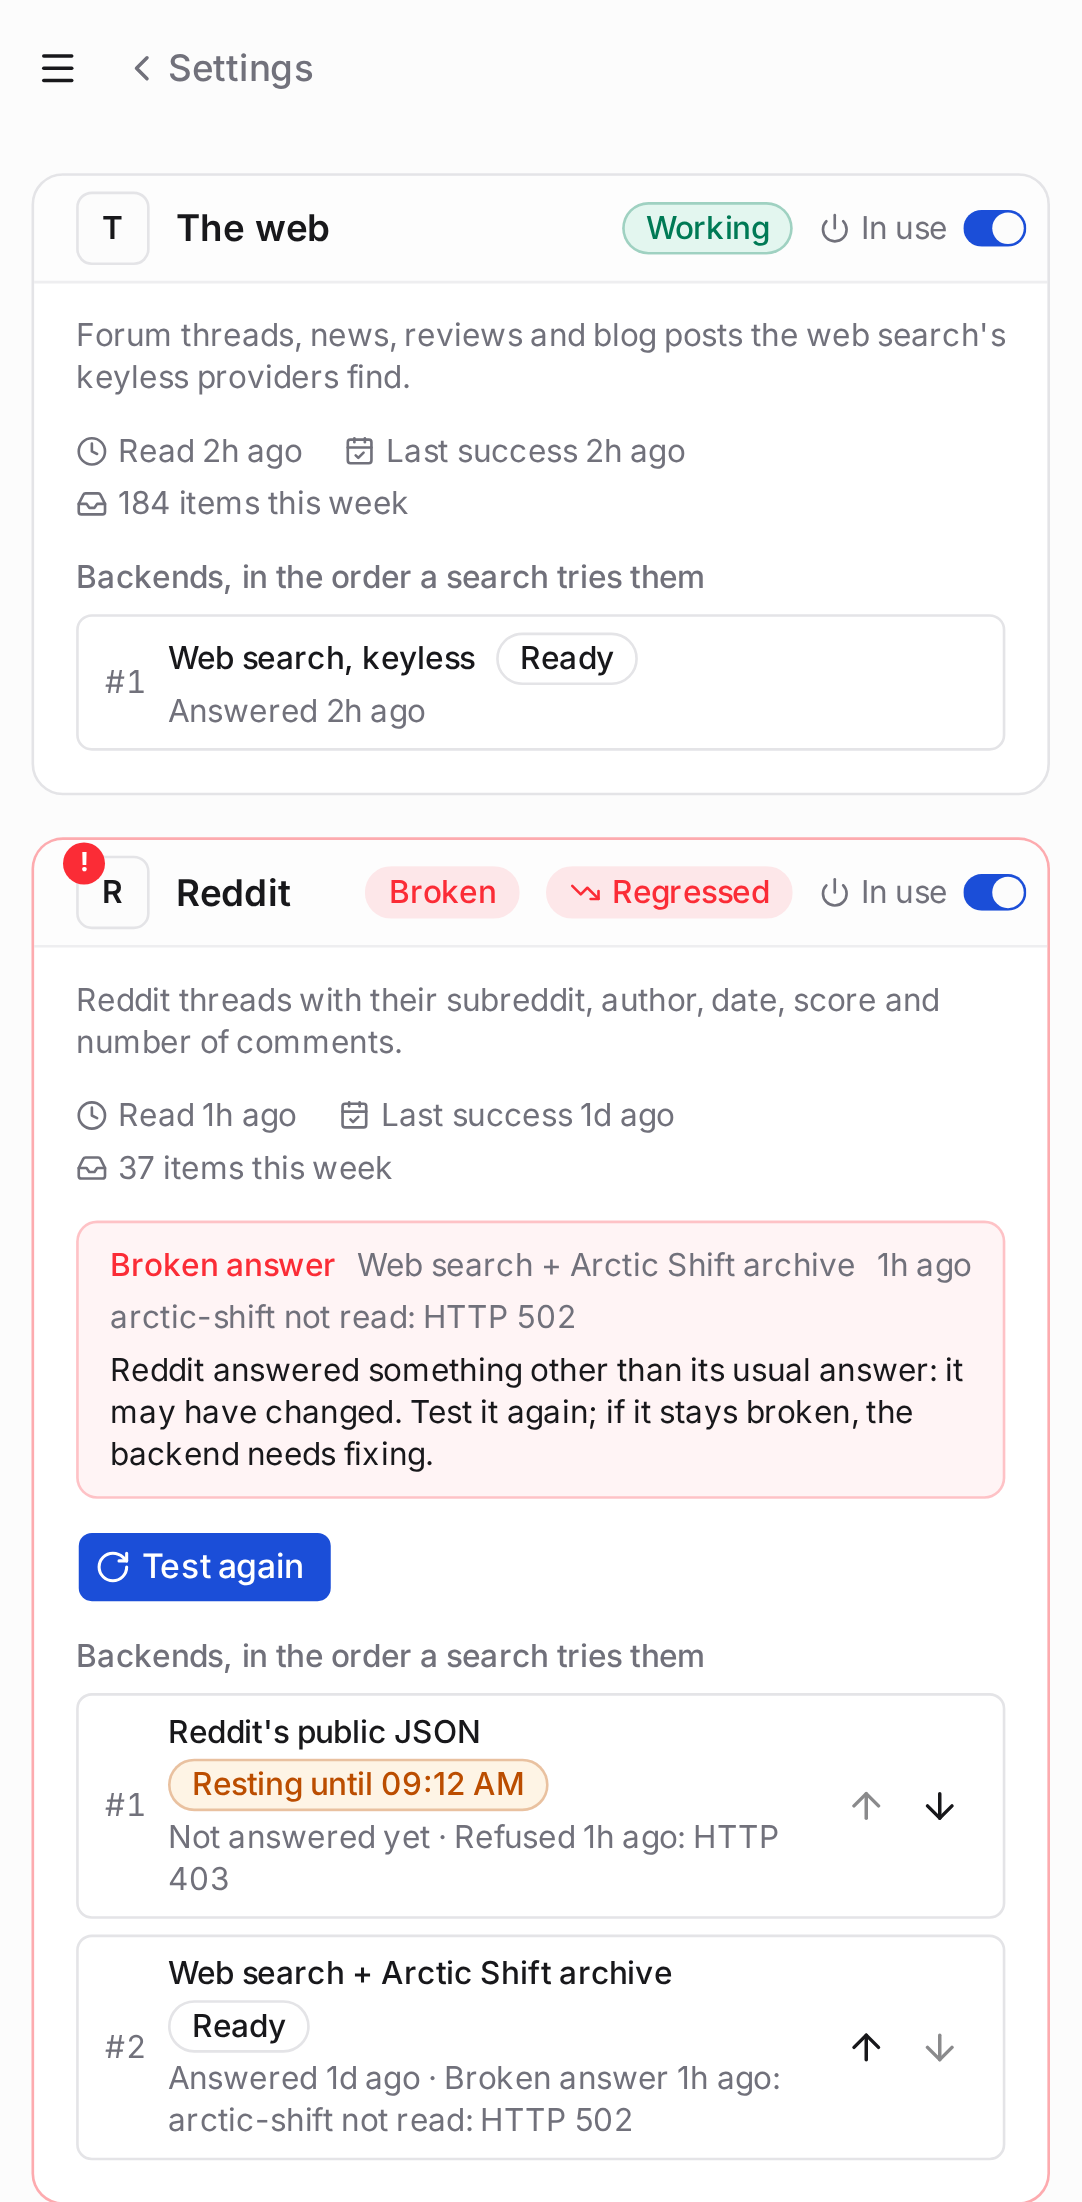 Settings
T The web Working In use
Forum threads, news, reviews and blog posts the web search's
keyless providers find.
Read 2h ago Last success 2h ago
184 items this week
Backends, in the order a search tries them
#1 Web search, keyless Ready
Answered 2h ago
! R Reddit Broken Regressed In use
Reddit threads with their subreddit, author, date, score and
number of comments.
Read 1h ago Last success 1d ago
37 items this week
Broken answer Web search + Arctic Shift archive 1h ago
arctic-shift not read: HTTP 502
Reddit answered something other than its usual answer: it
may have changed. Test it again; if it stays broken, the
backend needs fixing.
Test again
Backends, in the order a search tries them
#1 Reddit's public JSON
Resting until 09:12 AM
Not answered yet · Refused 1h ago: HTTP
403
#2 Web search + Arctic Shift archive
Ready
Answered 1d ago · Broken answer 1h ago:
arctic-shift not read: HTTP 502